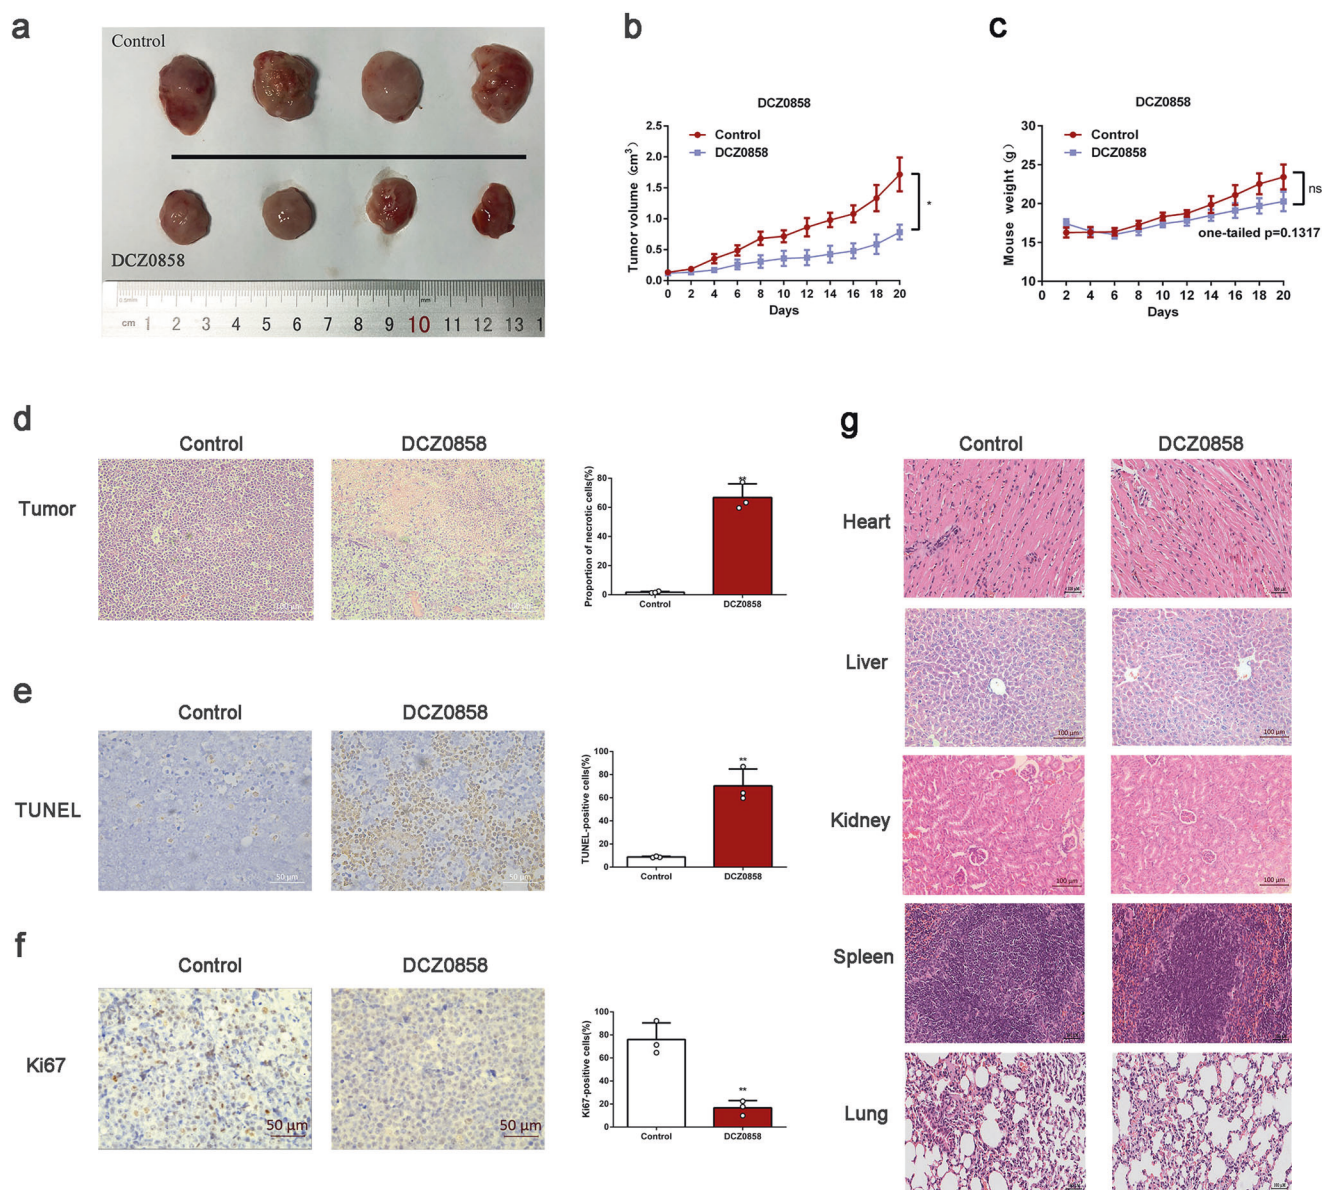 a
Control
DCZ0858
0.5mm
mm
cm 1 2 3 4 5 6 7 8 9 10 11 12 13 1
b
DCZ0858
Control
DCZ0858
Tumor volume (cm³)
2.5
2.0
1.5
1.0
0.5
0.0
*
0 2 4 6 8 10 12 14 16 18 20
Days
c
DCZ0858
Control
DCZ0858
Mouse weight (g)
30
25
20
15
10
ns
one-tailed p=0.1317
0 2 4 6 8 10 12 14 16 18 20
Days
d
Control
DCZ0858
Tumor
100 µm
Proportion of necrotic cells(%)
80
60
40
20
0
**
Control
DCZ0858
e
Control
DCZ0858
TUNEL
50 µm
50 µm
TUNEL-positive cells(%)
100
80
60
40
20
0
**
Control
DCZ0858
f
Control
DCZ0858
Ki67
50 µm
50 µm
Ki67-positive cells(%)
100
80
60
40
20
0
**
Control
DCZ0858
g
Control
DCZ0858
Heart
Liver
100 µm
100 µm
Kidney
100 µm
100 µm
Spleen
Lung